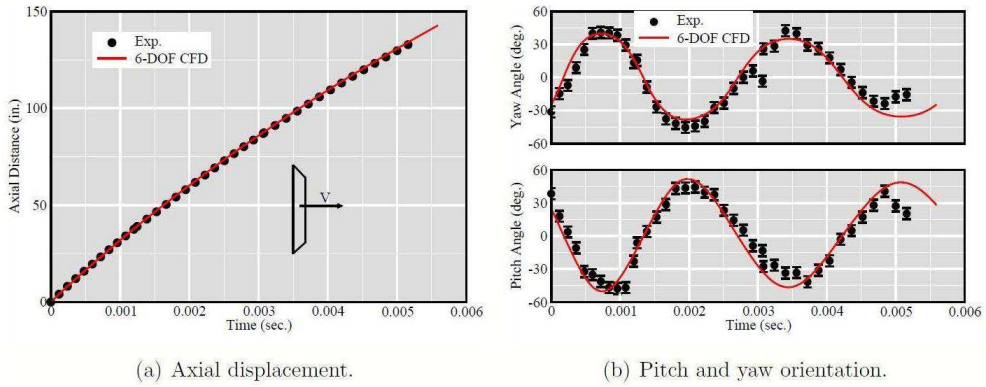 150
100
50
0
Axial Distance (in.)
Exp.
6-DOF CFD
V
0 0.001 0.002 0.003 0.004 0.005 0.006
Time (sec.)
(a) Axial displacement.
60
30
0
-30
-60
Yaw Angle (deg.)
Exp.
6-DOF CFD
60
30
0
-30
-60
Pitch Angle (deg.)
0 0.001 0.002 0.003 0.004 0.005 0.006
Time (sec.)
(b) Pitch and yaw orientation.